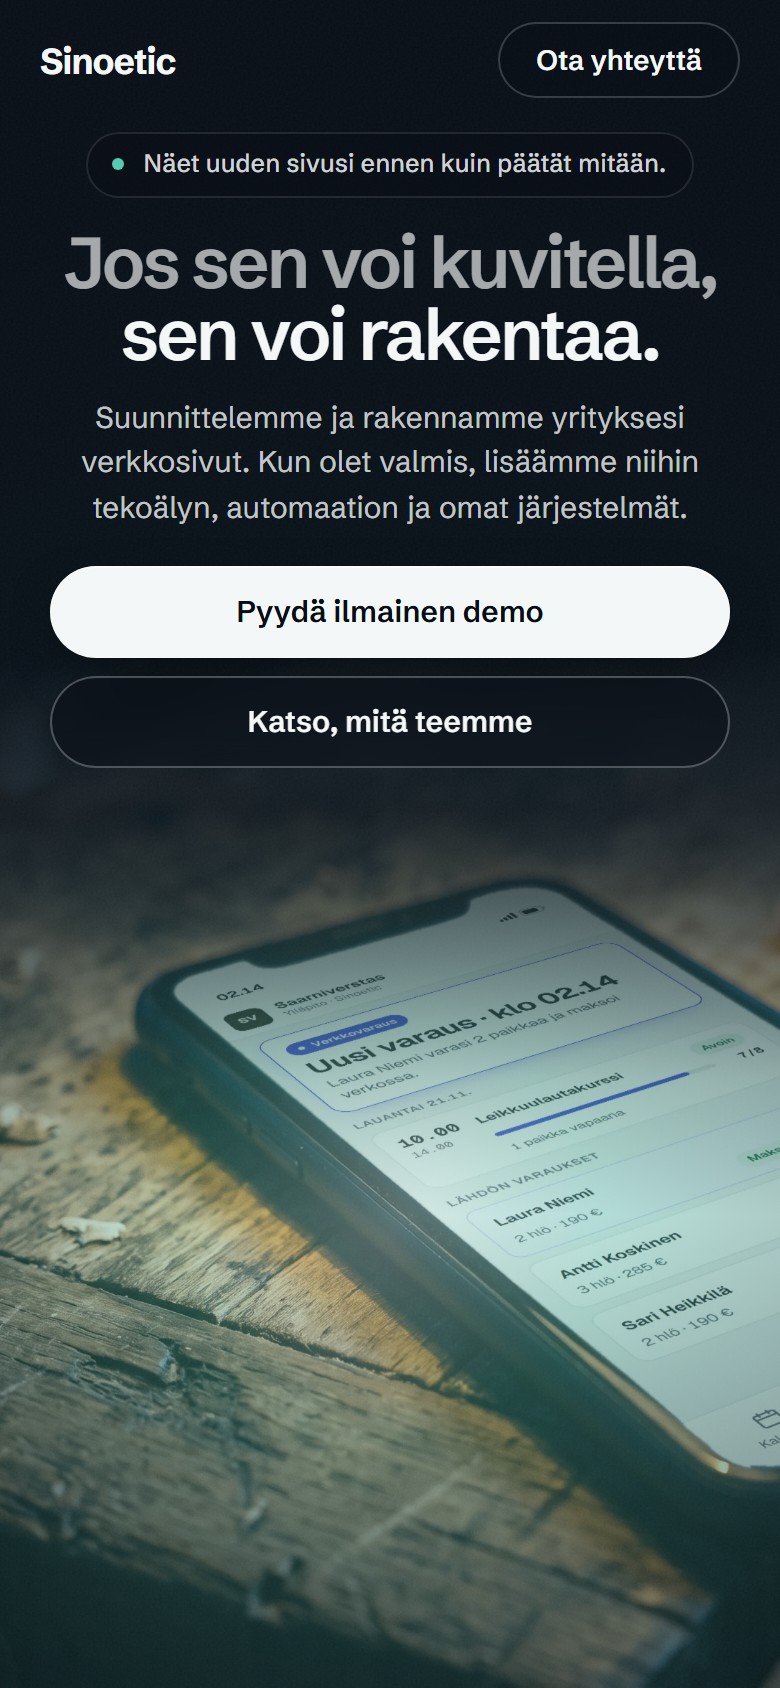 Sinoetic
Ota yhteyttä
Näet uuden sivusi ennen kuin päätät mitään.
Jos sen voi kuvitella,
sen voi rakentaa.
Suunnittelemme ja rakennamme yrityksesi
verkkosivut. Kun olet valmis, lisäämme niihin
tekoälyn, automaation ja omat järjestelmät.
Pyydä ilmainen demo
Katso, mitä teemme
02.14
SV
Saarniverstas
Ylläpito · Sinoetic
Verkkovaraus
Uusi varaus · klo 02.14
Laura Niemi varasi 2 paikkaa ja maksoi
verkossa.
LAUANTAI 21.11.
Avoin
10.00
Leikkuulautakurssi
7/8
14.00
1 paikka vapaana
LÄHDÖN VARAUKSET
Laura Niemi
2 hlö · 190 €
Antti Koskinen
3 hlö · 285 €
Sari Heikkilä
2 hlö · 190 €